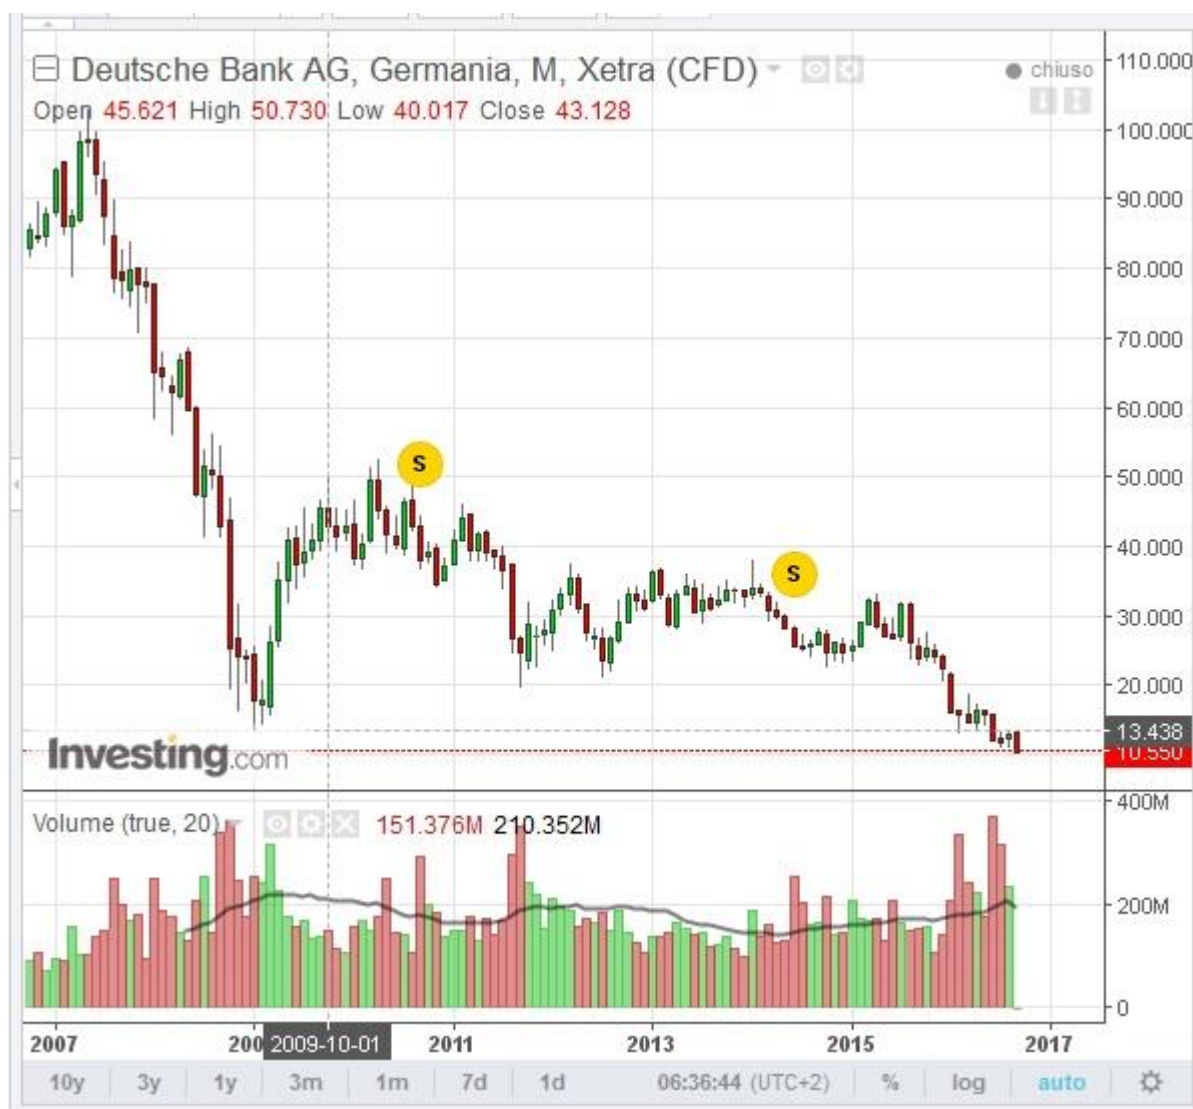 Deutsche Bank AG, Germania, M, Xetra (CFD)
chiuso
Open 45.621 High 50.730 Low 40.017 Close 43.128
110.000
100.000
90.000
80.000
70.000
60.000
50.000
40.000
30.000
20.000
13.438
10.550
S
S
Investing.com
Volume (true, 20)
151.376M 210.352M
400M
200M
0
2007
200
2009-10-01
2011
2013
2015
2017
10y 3y 1y 3m 1m 7d 1d 06:36:44 (UTC+2) % log auto